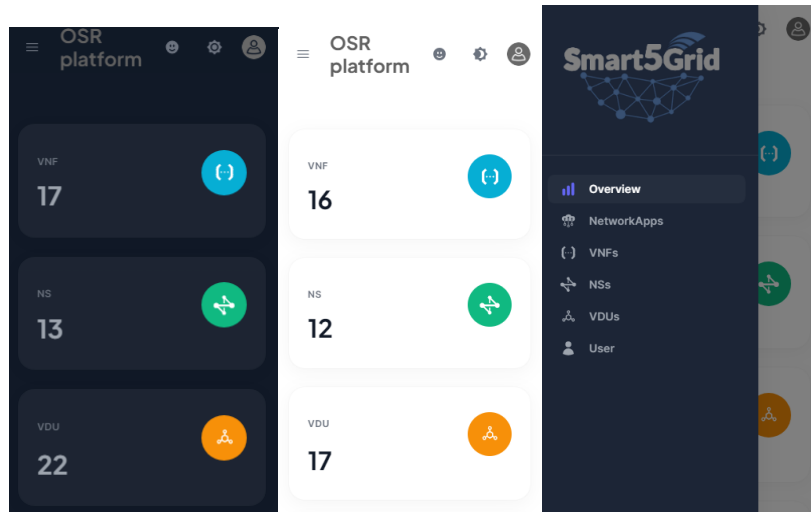 OSR
platform
VNF
17
NS
13
VDU
22
OSR
platform
VNF
16
NS
12
VDU
17
Smart5Grid
Overview
NetworkApps
VNFs
NSs
VDUs
User